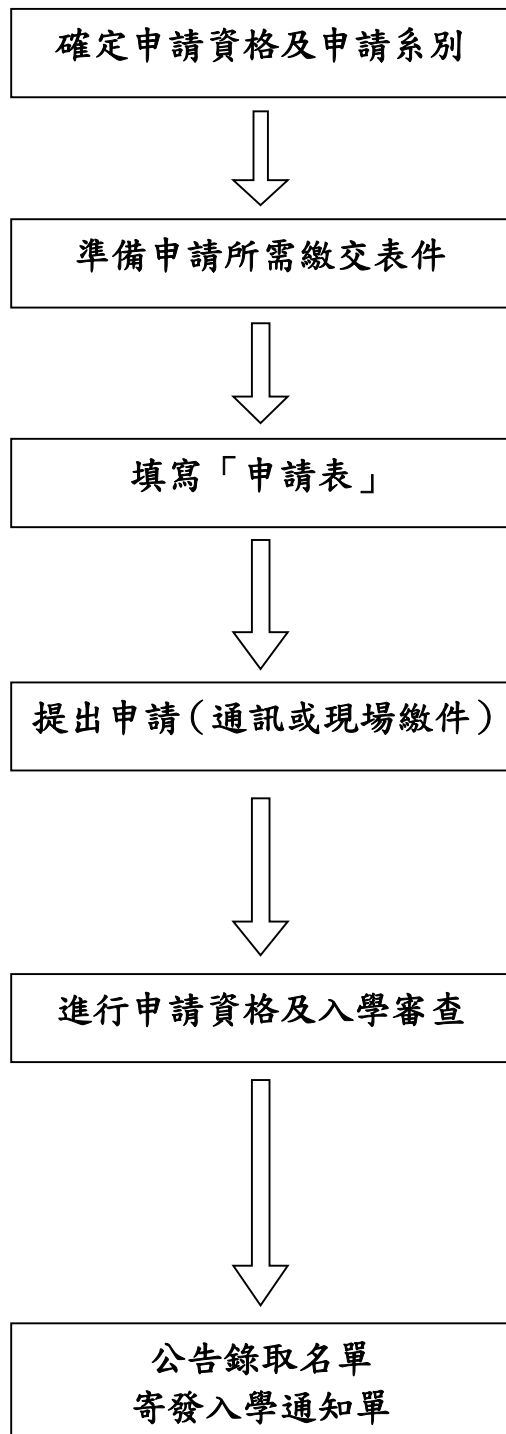 確定申請資格及申請系別
準備申請所需繳交表件
填寫「申請表」
提出申請（通訊或現場繳件）
進行申請資格及入學審查
公告錄取名單
寄發入學通知單